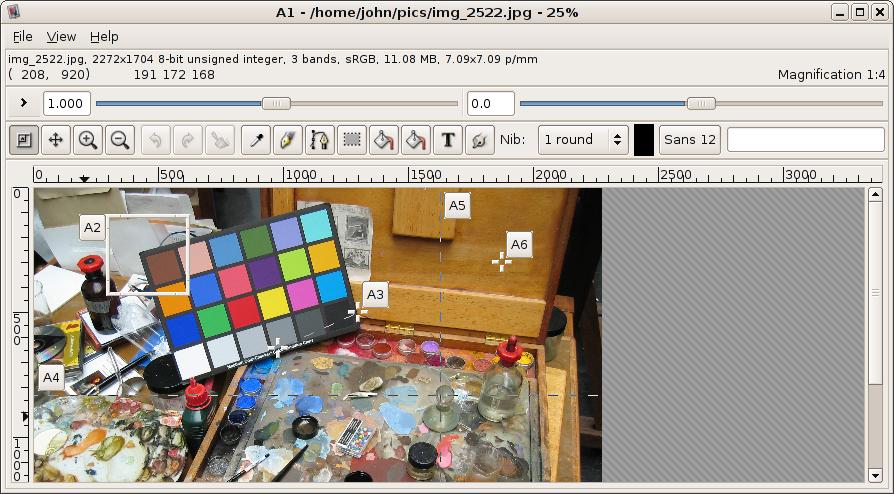 A1 - /home/john/pics/img_2522.jpg - 25%
File View Help
img_2522.jpg, 2272x1704 8-bit unsigned integer, 3 bands, sRGB, 11.08 MB, 7.09x7.09 p/mm
( 208, 920) 191 172 168 Magnification 1:4
1.000 0.0
T Nib: 1 round Sans 12
0 500 1000 1500 2000 2500 3000
0
A5
A2
A6
A3
500
A4
1000